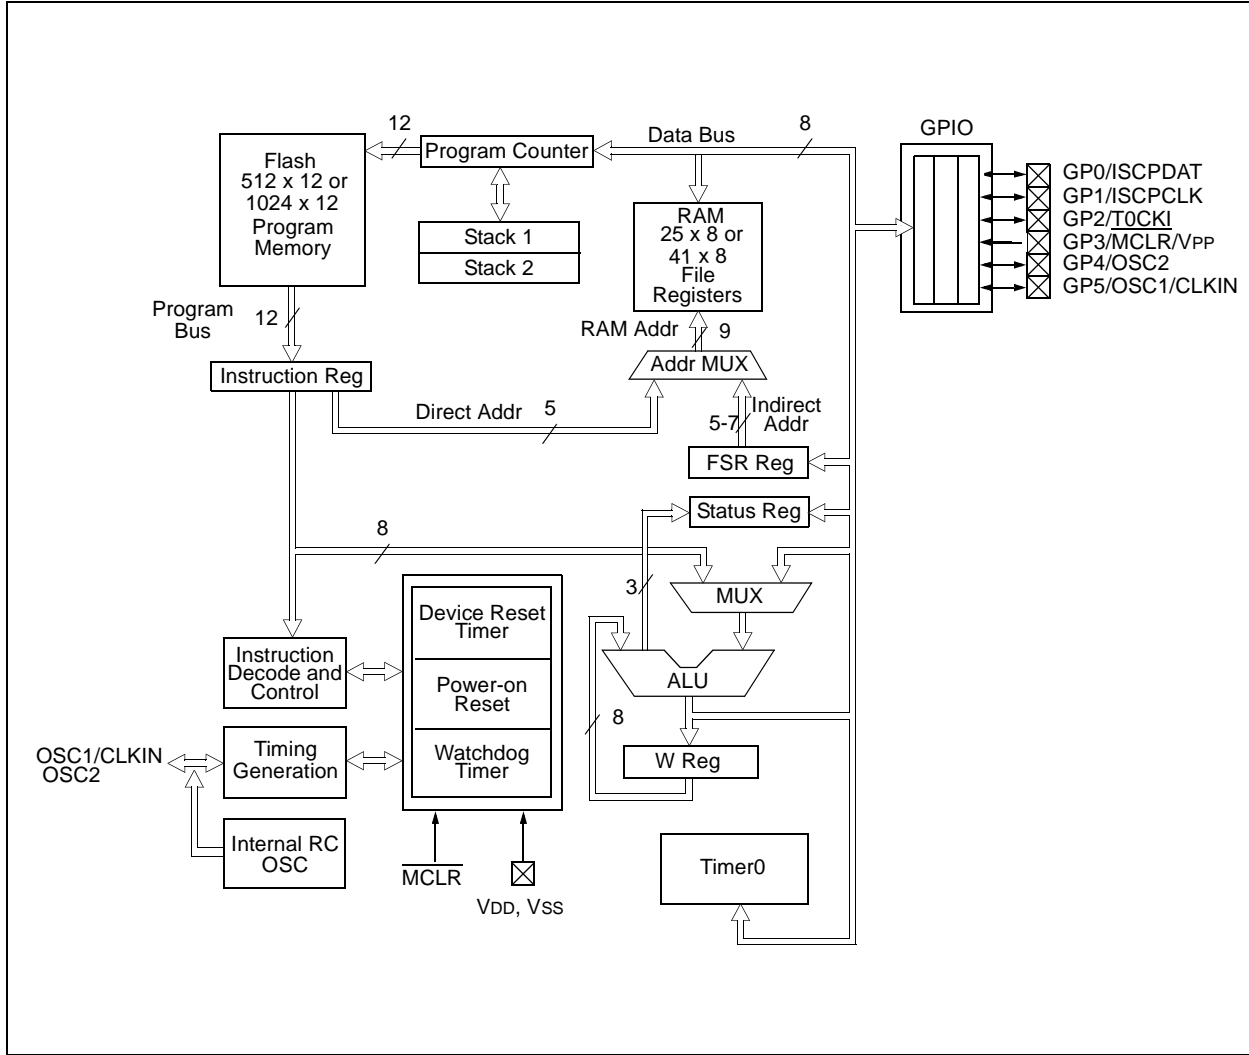 12
Data Bus
8
GPIO
Flash
512 x 12 or
1024 x 12
Program
Memory
Program Counter
Stack 1
Stack 2
RAM
25 x 8 or
41 x 8
File
Registers
GP0/ISCPDAT
GP1/ISCPCLK
GP2/T0CKI
GP3/MCLR/VPP
GP4/OSC2
GP5/OSC1/CLKIN
Program
Bus
12
RAM Addr
9
Instruction Reg
Addr MUX
Direct Addr
5
5-7
Indirect
Addr
FSR Reg
Status Reg
8
3
MUX
Device Reset
Timer
Instruction
Decode and
Control
Power-on
Reset
ALU
8
OSC1/CLKIN
OSC2
Timing
Generation
Watchdog
Timer
W Reg
Internal RC
OSC
MCLR
VDD, VSS
Timer0